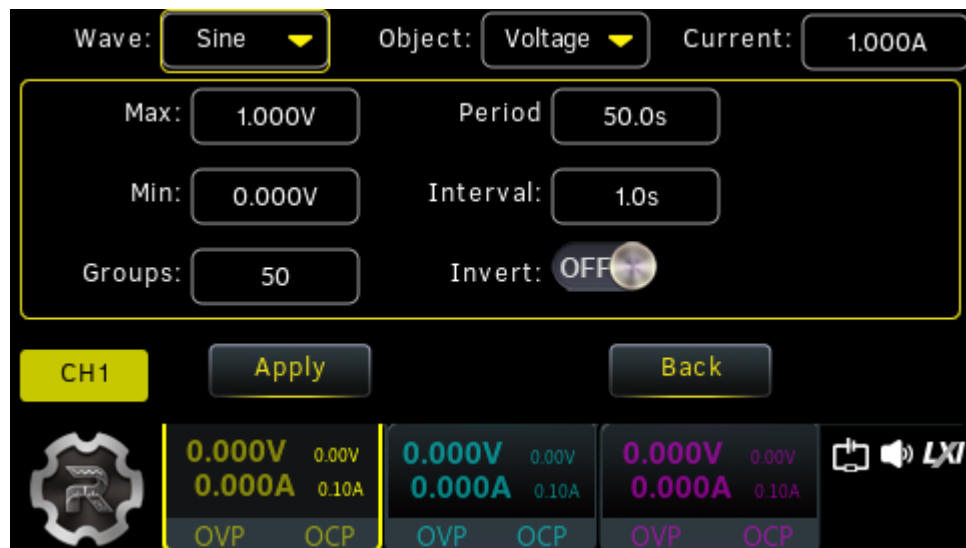 Wave: Sine Object: Voltage Current: 1.000A
Max: 1.000V Period 50.0s
Min: 0.000V Interval: 1.0s
Groups: 50 Invert: OFF
CH1 Apply Back
0.000V 0.00V 0.000V 0.00V 0.000V 0.00V LXI
0.000A 0.10A 0.000A 0.10A 0.000A 0.10A
R
OVP OCP OVP OCP OVP OCP